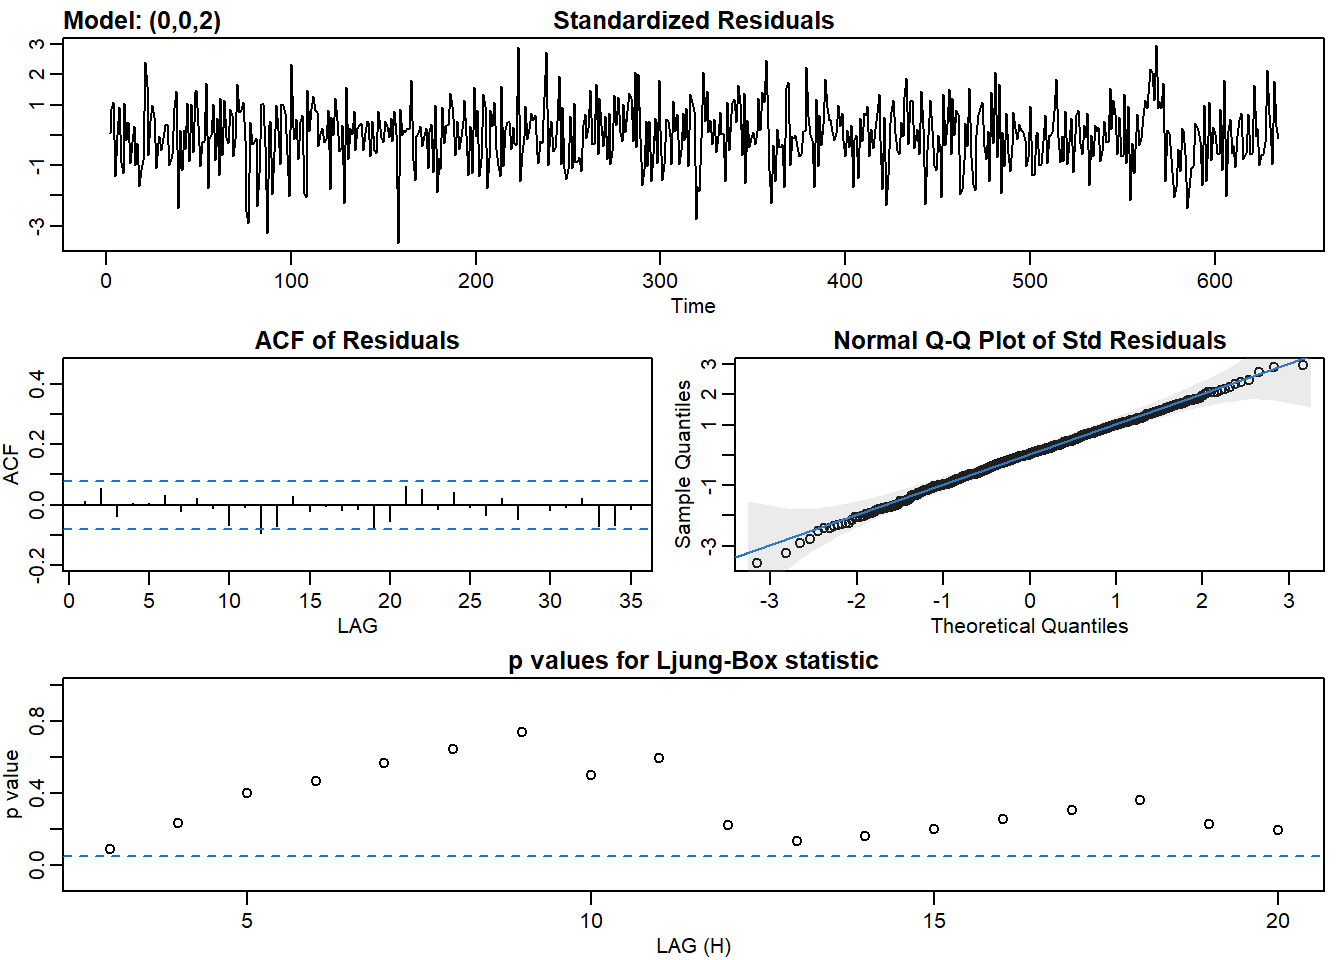 Model: (0,0,2) Standardized Residuals
3
2
1
-1
-3
0 100 200 300 400 500 600
Time
ACF of Residuals
ACF
0.4
0.2
0.0
-0.2
0 5 10 15 20 25 30 35
LAG
Normal Q-Q Plot of Std Residuals
Sample Quantiles
3
2
1
-1
-3
-3 -2 -1 0 1 2 3
Theoretical Quantiles
p values for Ljung-Box statistic
p value
0.8
0.4
0.0
5 10 15 20
LAG (H)